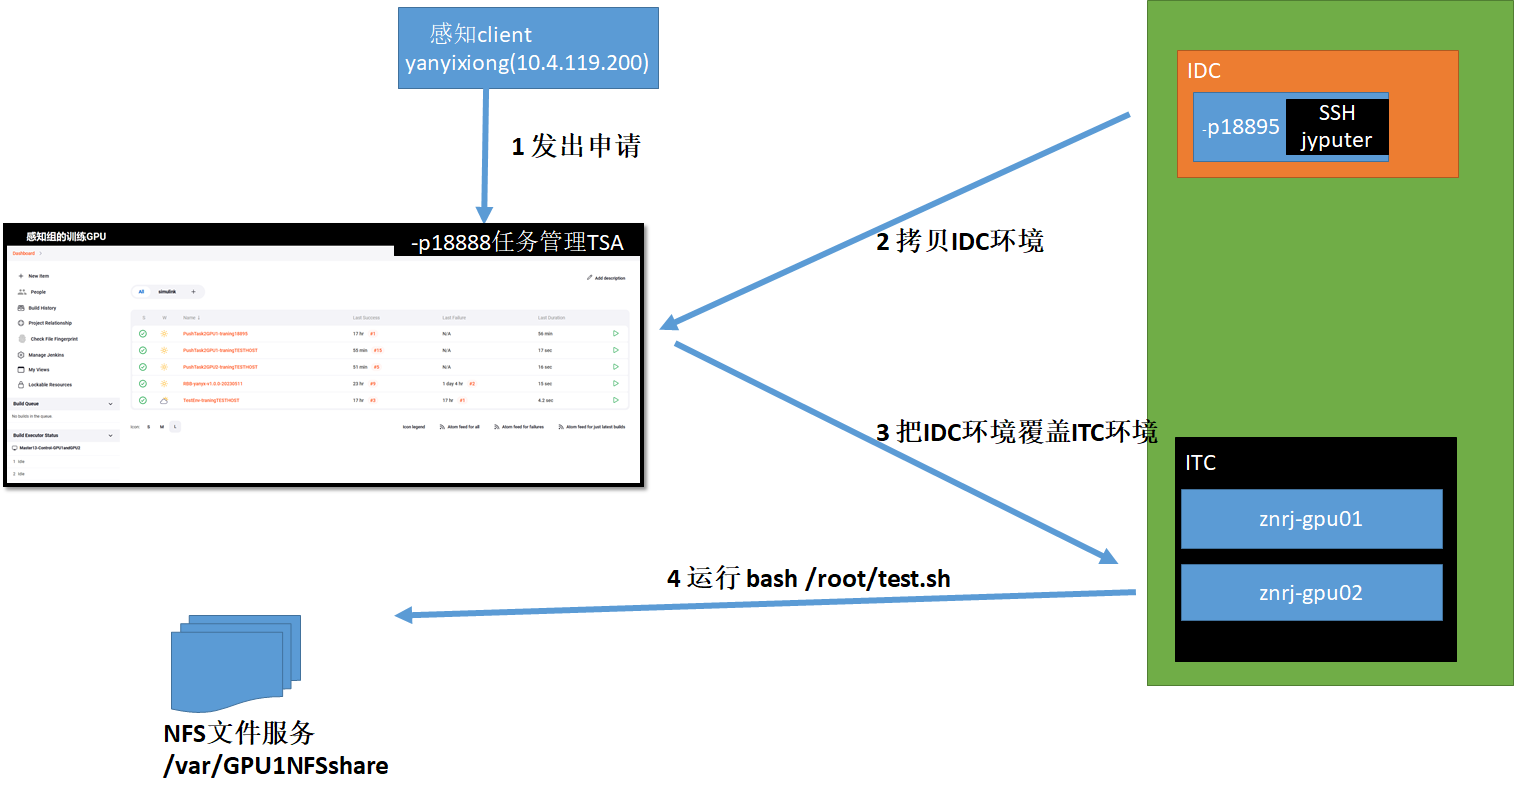 感知client
yanyixiong(10.4.119.200)
1 发出申请
IDC
-p18895
SSH
jyputer
2 拷贝IDC环境
感知组的训练GPU
-p18888任务管理TSA
Dashboard >
New Item
People
Build History
Project Relationship
Check File Fingerprint
Manage Jenkins
My Views
Lockable Resources
Build Queue
No builds in the queue.
Build Executor Status
Master13-Control-GPU1andGPU2
1 Idle
2 Idle
Add description
All simulink +
S W Name ↓ Last Success Last Failure Last Duration
PushTask2GPU1-traning18895 17 hr #1 N/A 56 min
PushTask2GPU1-traningTESTHOST 55 min #10 N/A 17 sec
PushTask2GPU2-traningTESTHOST 51 min #8 N/A 16 sec
17 hr #3 17 hr #1 4.2 sec
23 hr #9 1 day 4 hr #2 15 sec
TestEnv-traningTESTHOST
Icon: S M L
Icon legend
Atom feed for all
Atom feed for failures
Atom feed for just latest builds
3 把IDC环境覆盖ITC环境
ITC
znrj-gpu01
znrj-gpu02
4 运行 bash /root/test.sh
NFS文件服务
/var/GPU1NFSshare